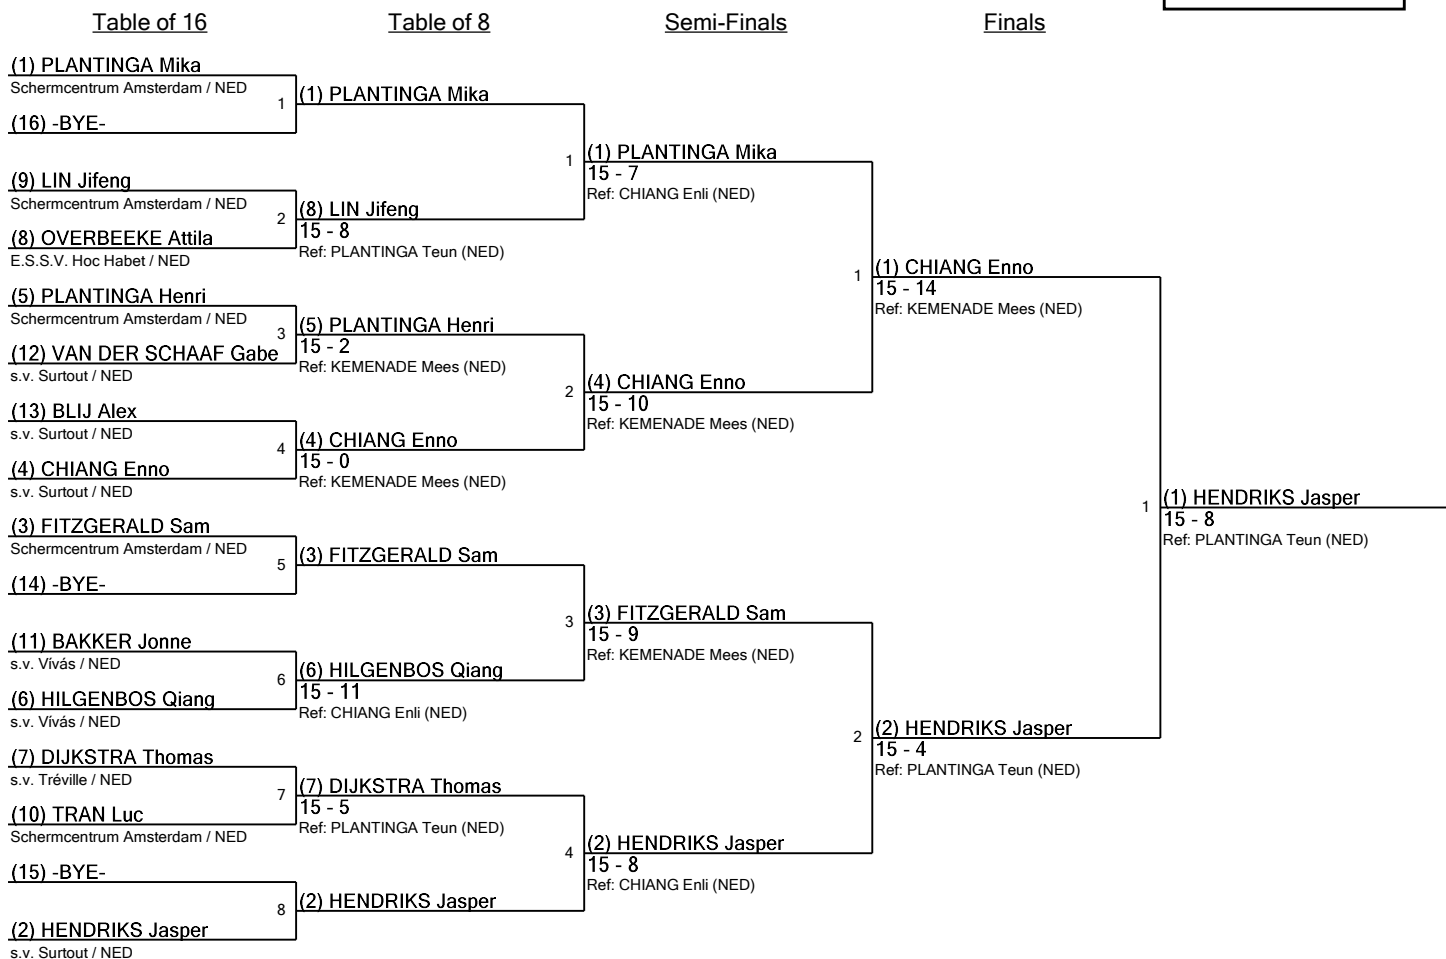 Table of 16
Table of 8
Semi-Finals
Finals
(1) PLANTINGA Mika
Schermcentrum Amsterdam / NED
1
(16) -BYE-
(9) LIN Jifeng
Schermcentrum Amsterdam / NED
2
(8) OVERBEEKE Attila
E.S.S.V. Hoc Habet / NED
(5) PLANTINGA Henri
Schermcentrum Amsterdam / NED
3
(12) VAN DER SCHAAF Gabe
s.v. Surtout / NED
(13) BLIJ Alex
s.v. Surtout / NED
4
(4) CHIANG Enno
s.v. Surtout / NED
(3) FITZGERALD Sam
Schermcentrum Amsterdam / NED
5
(14) -BYE-
(11) BAKKER Jonne
s.v. Vívás / NED
6
(6) HILGENBOS Qiang
s.v. Vívás / NED
(7) DIJKSTRA Thomas
s.v. Tréville / NED
7
(10) TRAN Luc
Schermcentrum Amsterdam / NED
(15) -BYE-
8
(2) HENDRIKS Jasper
s.v. Surtout / NED
(1) PLANTINGA Mika
1
(8) LIN Jifeng
15 - 8
Ref: PLANTINGA Teun (NED)
(5) PLANTINGA Henri
15 - 2
Ref: KEMENADE Mees (NED)
2
(4) CHIANG Enno
15 - 0
Ref: KEMENADE Mees (NED)
(3) FITZGERALD Sam
3
(6) HILGENBOS Qiang
15 - 11
Ref: CHIANG Enli (NED)
(7) DIJKSTRA Thomas
15 - 5
Ref: PLANTINGA Teun (NED)
4
(2) HENDRIKS Jasper
(1) PLANTINGA Mika
15 - 7
Ref: CHIANG Enli (NED)
1
(4) CHIANG Enno
15 - 10
Ref: KEMENADE Mees (NED)
(3) FITZGERALD Sam
15 - 9
Ref: KEMENADE Mees (NED)
2
(2) HENDRIKS Jasper
15 - 8
Ref: CHIANG Enli (NED)
(1) CHIANG Enno
15 - 14
Ref: KEMENADE Mees (NED)
1
(2) HENDRIKS Jasper
15 - 4
Ref: PLANTINGA Teun (NED)
(1) HENDRIKS Jasper
15 - 8
Ref: PLANTINGA Teun (NED)